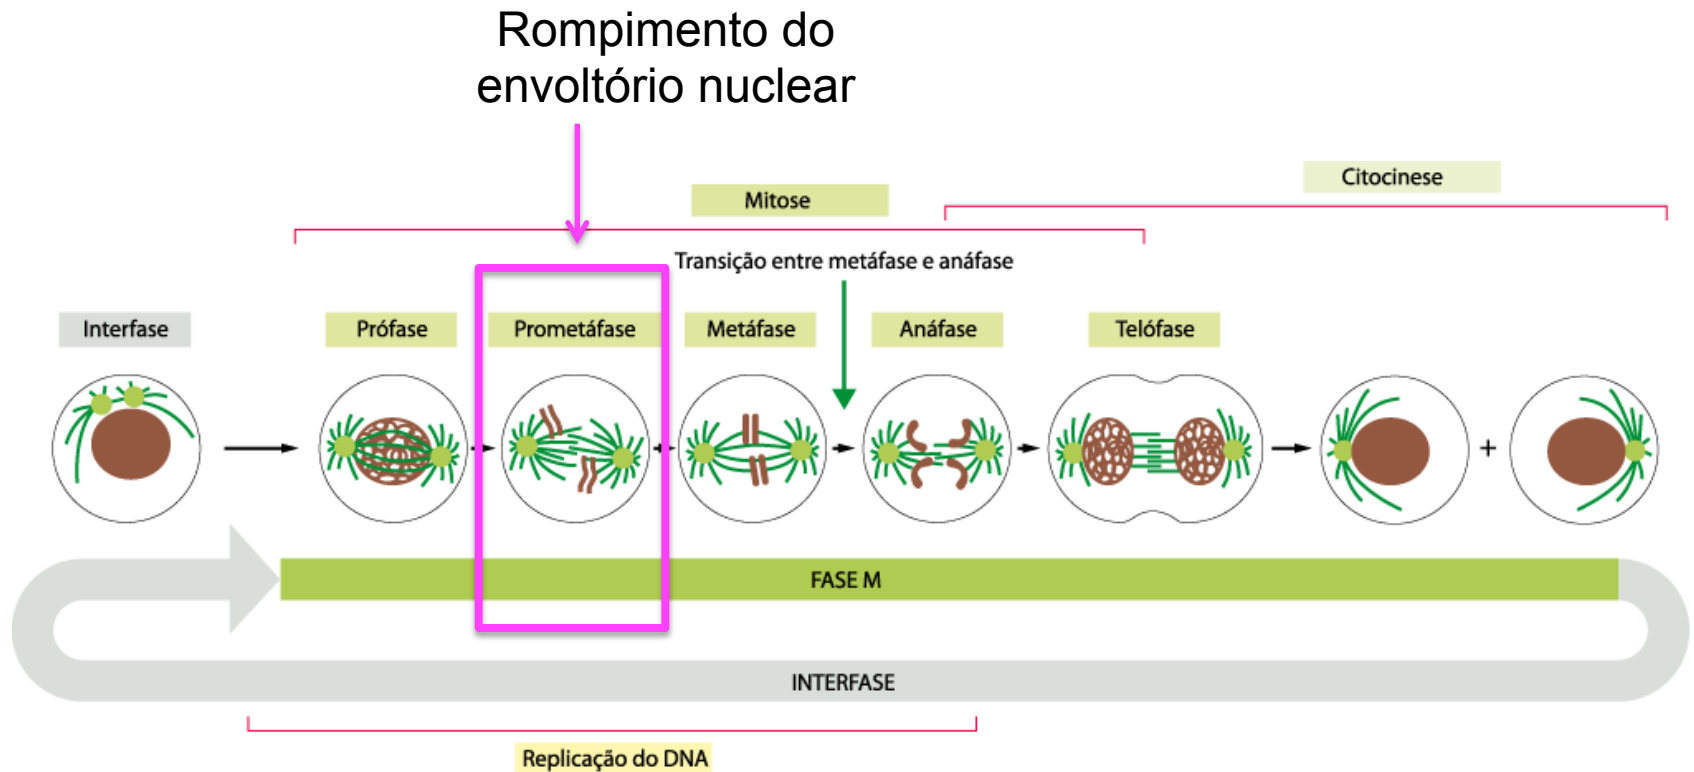 Rompimento do
envoltório nuclear
Citocinese
Mitose
Transição entre metáfase e anáfase
Interfase
Prófase
Prometáfase
Metáfase
Anáfase
Telófase
+
FASE M
INTERFASE
Replicação do DNA